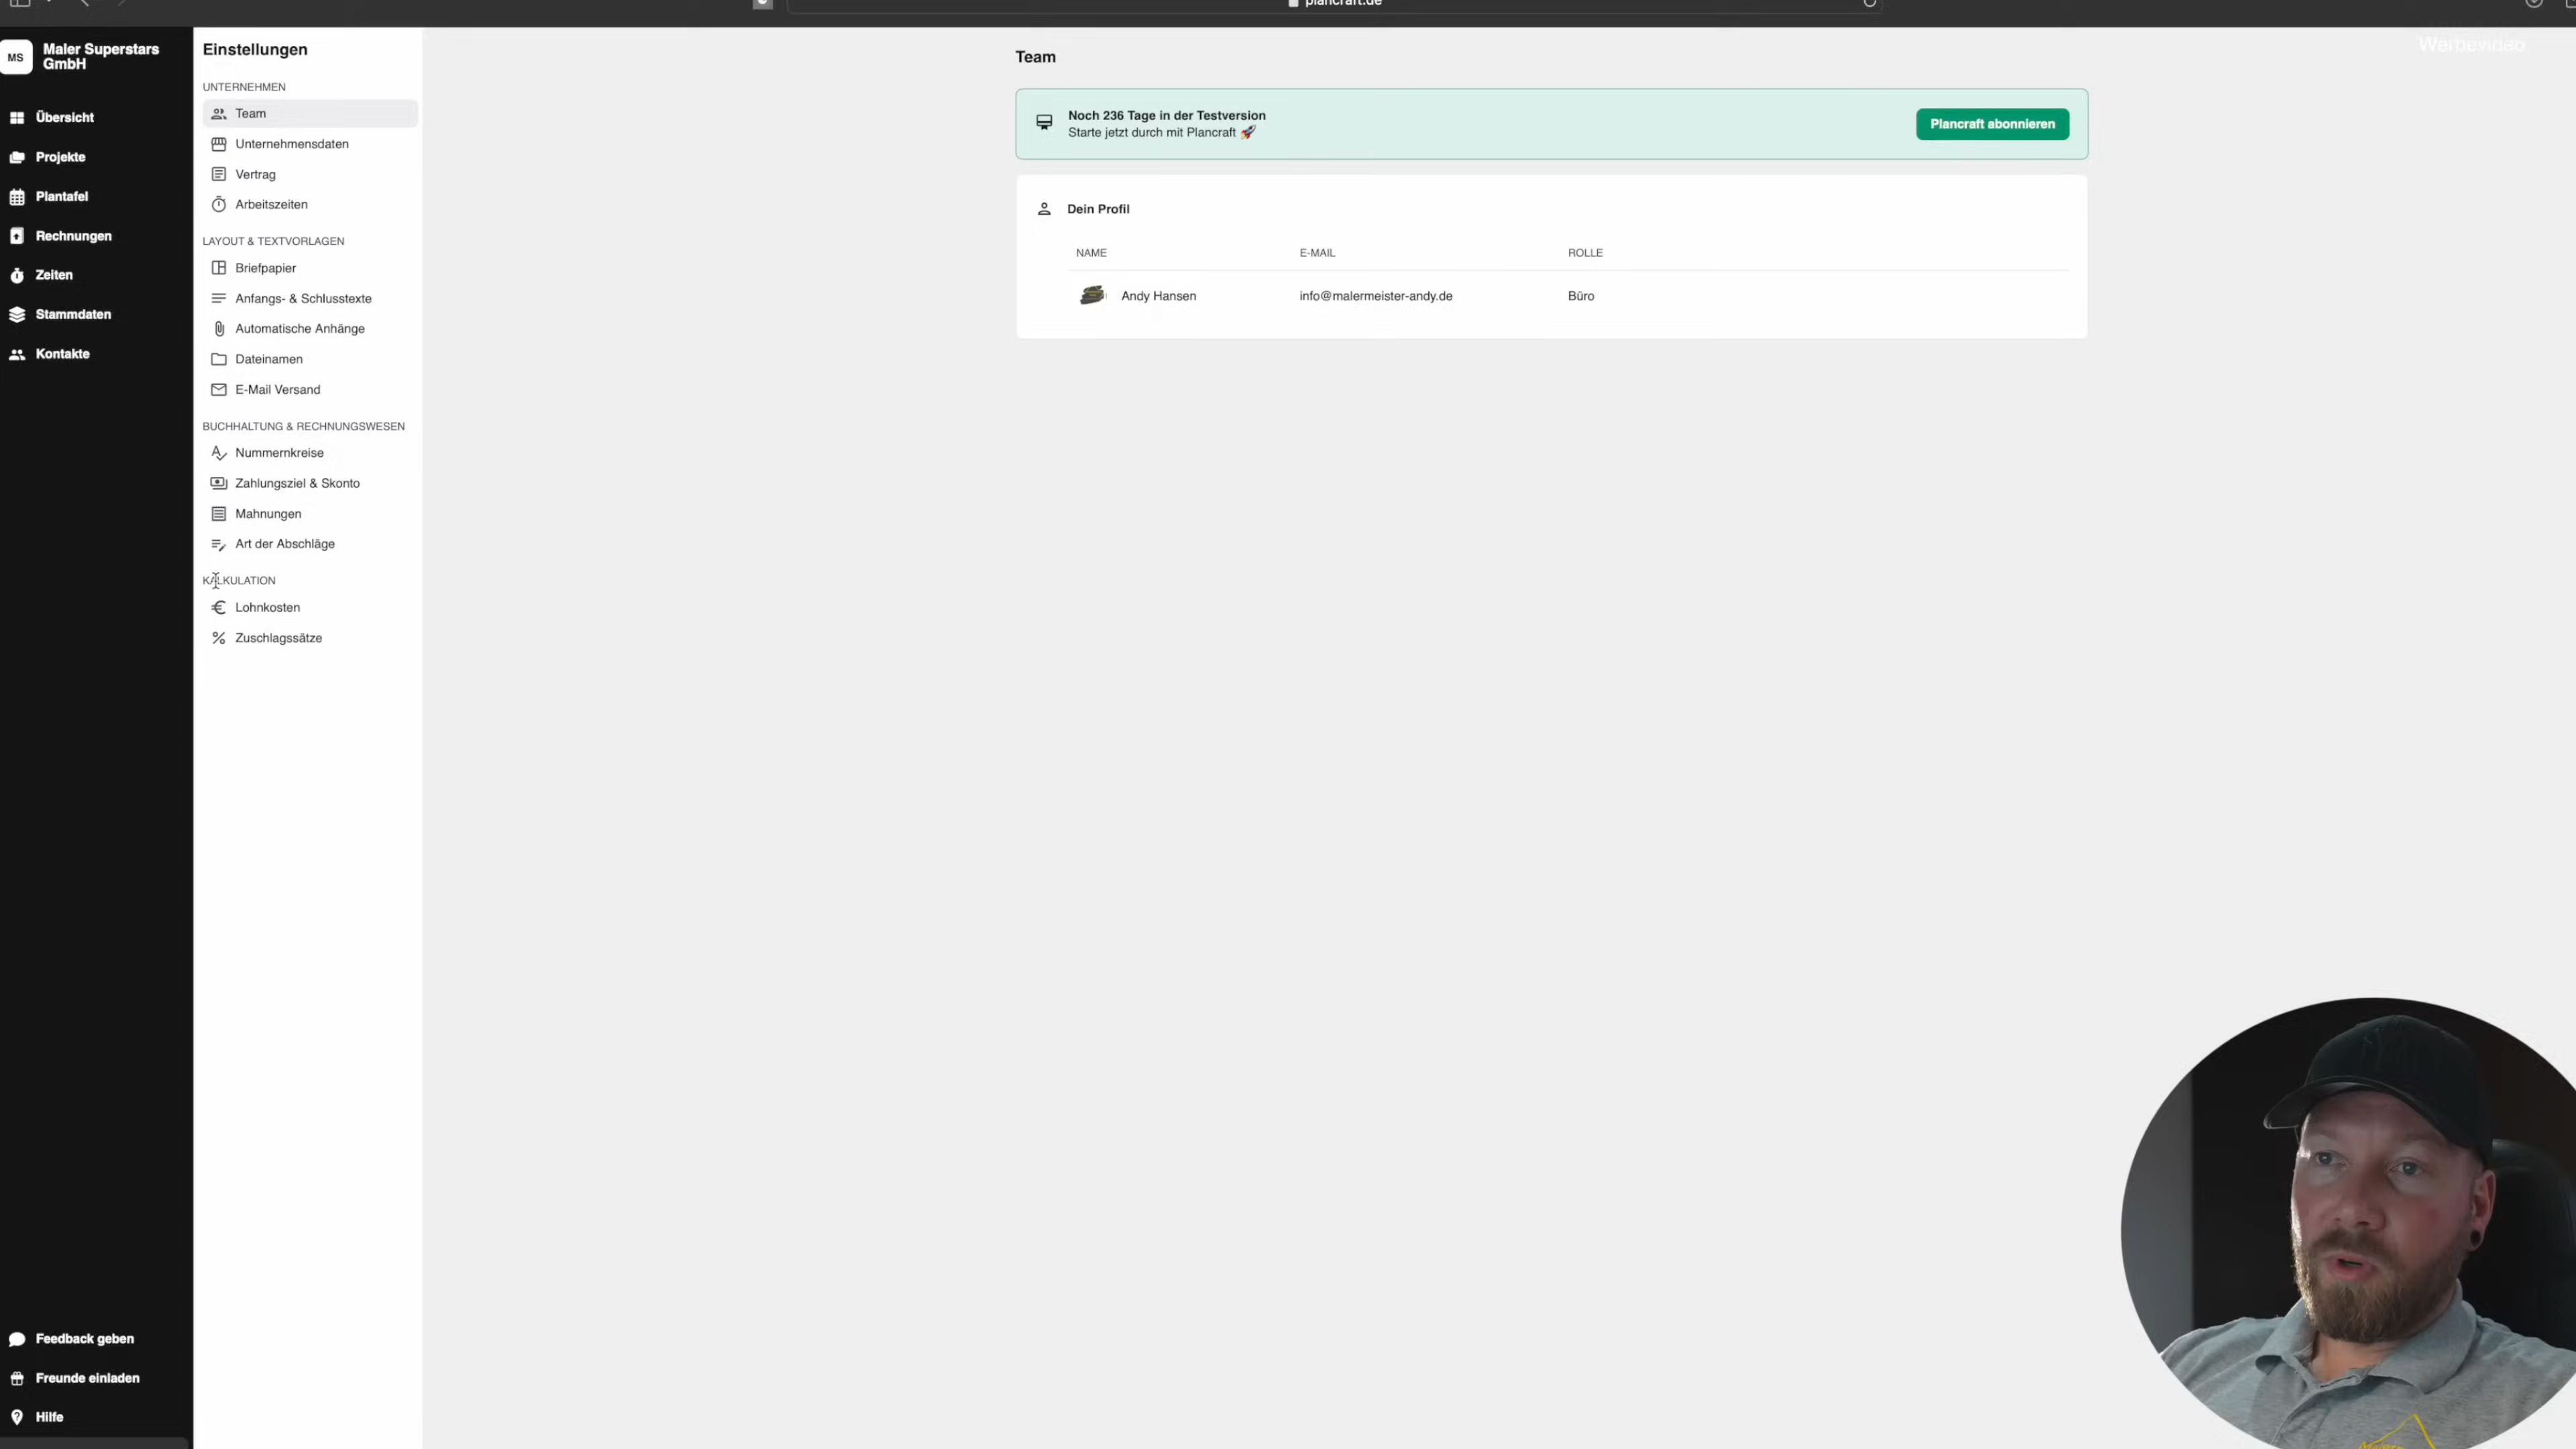 plancraft.de
Werbevideo
MS
Maler Superstars
GmbH
Übersicht
Projekte
Plantafel
Rechnungen
Zeiten
Stammdaten
Kontakte
Feedback geben
Freunde einladen
Hilfe
Einstellungen
UNTERNEHMEN
Team
Unternehmensdaten
Vertrag
Arbeitszeiten
LAYOUT & TEXTVORLAGEN
Briefpapier
Anfangs- & Schlusstexte
Automatische Anhänge
Dateinamen
E-Mail Versand
BUCHHALTUNG & RECHNUNGSWESEN
Nummernkreise
Zahlungsziel & Skonto
Mahnungen
Art der Abschläge
KALKULATION
Lohnkosten
Zuschlagssätze
Team
Noch 236 Tage in der Testversion
Starte jetzt durch mit Plancraft 🚀
Plancraft abonnieren
Dein Profil
NAME E-MAIL ROLLE
Andy Hansen info@malermeister-andy.de Büro